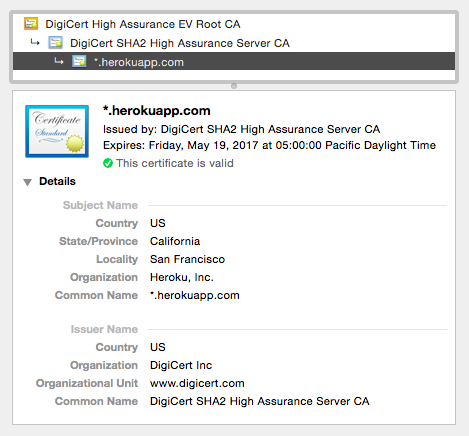 DigiCert High Assurance EV Root CA
DigiCert SHA2 High Assurance Server CA
*.herokuapp.com
Certificate
Standard
*.herokuapp.com
Issued by: DigiCert SHA2 High Assurance Server CA
Expires: Friday, May 19, 2017 at 05:00:00 Pacific Daylight Time
This certificate is valid
Details
Subject Name
Country US
State/Province California
Locality San Francisco
Organization Heroku, Inc.
Common Name *.herokuapp.com
Issuer Name
Country US
Organization DigiCert Inc
Organizational Unit www.digicert.com
Common Name DigiCert SHA2 High Assurance Server CA